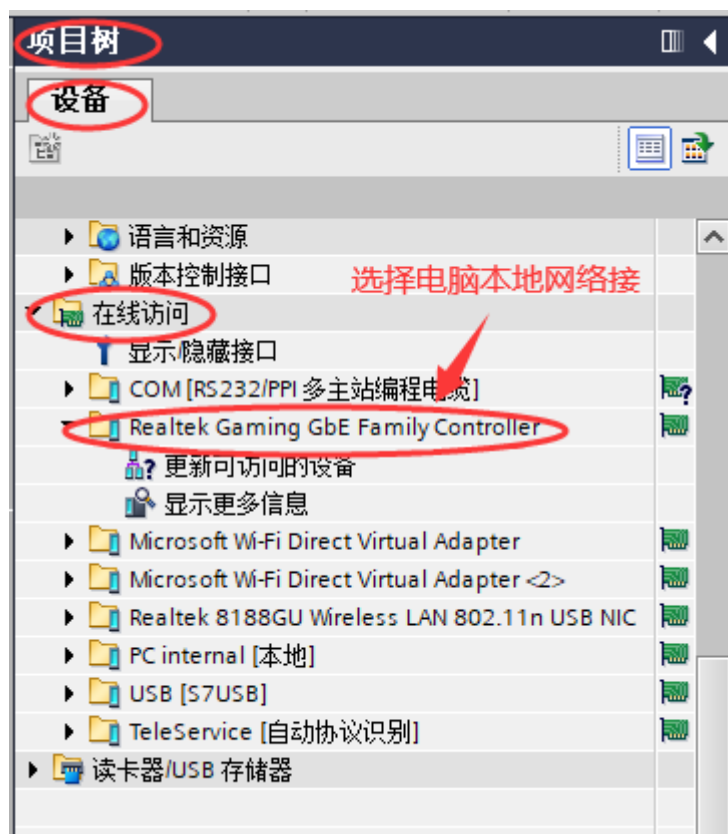 项目树
设备
语言和资源
版本控制接口
选择电脑本地网络接
在线访问
显示/隐藏接口
COM [RS232/PPI 多主站编程电缆]
Realtek Gaming GbE Family Controller
更新可访问的设备
显示更多信息
Microsoft Wi-Fi Direct Virtual Adapter
Microsoft Wi-Fi Direct Virtual Adapter <2>
Realtek 8188GU Wireless LAN 802.11n USB NIC
PC internal [本地]
USB [S7USB]
TeleService [自动协议识别]
读卡器/USB 存储器